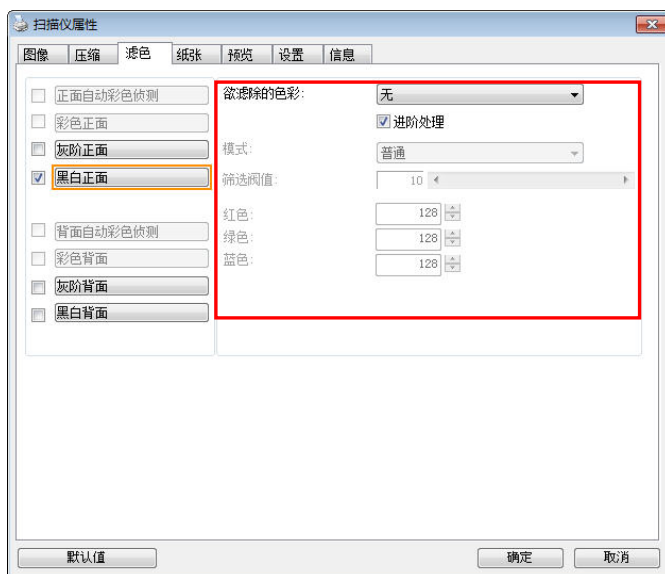 扫描仪属性
图像 压缩 滤色 纸张 预览 设置 信息
正面自动彩色侦测
彩色正面
灰阶正面
黑白正面
背面自动彩色侦测
彩色背面
灰阶背面
黑白背面
欲滤除的色彩: 无
进阶处理
模式: 普通
筛选阀值: 10
红色: 128
绿色: 128
蓝色: 128
默认值 确定 取消